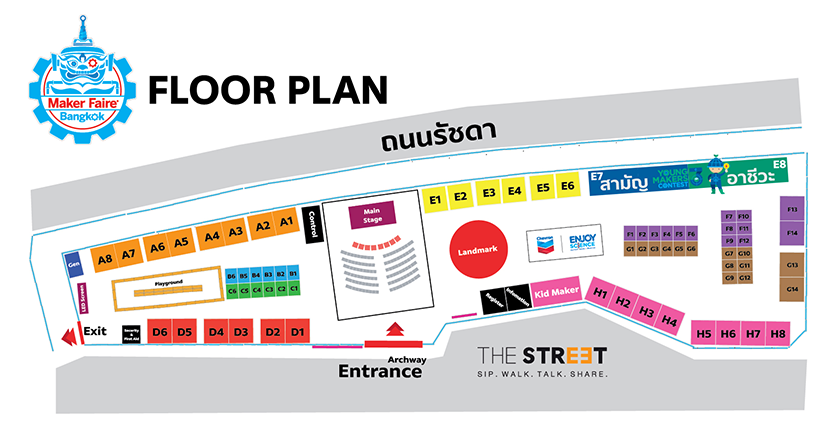 Maker Faire
Bangkok
FLOOR PLAN
ถนนรัชดา
E1 E2 E3 E4 E5 E6
E7
สามัญ
YOUNG
MAKERS
CONTEST
3
อาชีวะ
E8
Main
Stage
Control
A8 A7 A6 A5 A4 A3 A2 A1
Gen
LED Screen
Playground
B6 B5 B4 B3 B2 B1
C6 C5 C4 C3 C2 C1
Landmark
Chevron
ENJOY
SCIENCE
F1 F2 F3 F4 F5 F6
G1 G2 G3 G4 G5 G6
F7 F10
F8 F11
F9 F12
G7 G10
G8 G11
G9 G12
F13
F14
G13
G14
Register
Information
Kid Maker
H1 H2 H3 H4
H5 H6 H7 H8
Exit
Security
&
First Aid
D6 D5 D4 D3 D2 D1
Archway
Entrance
THE STREET
SIP. WALK. TALK. SHARE.